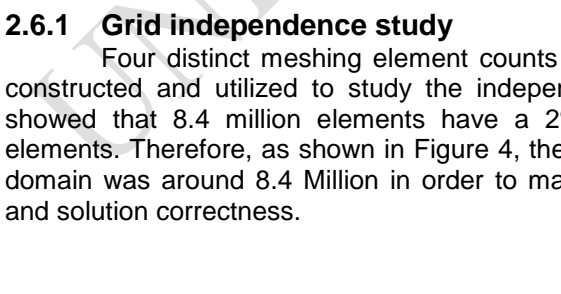 2.6.1 Grid independence study
Four distinct meshing element counts
constructed and utilized to study the indepen
showed that 8.4 million elements have a 2
elements. Therefore, as shown in Figure 4, the
domain was around 8.4 Million in order to ma
and solution correctness.